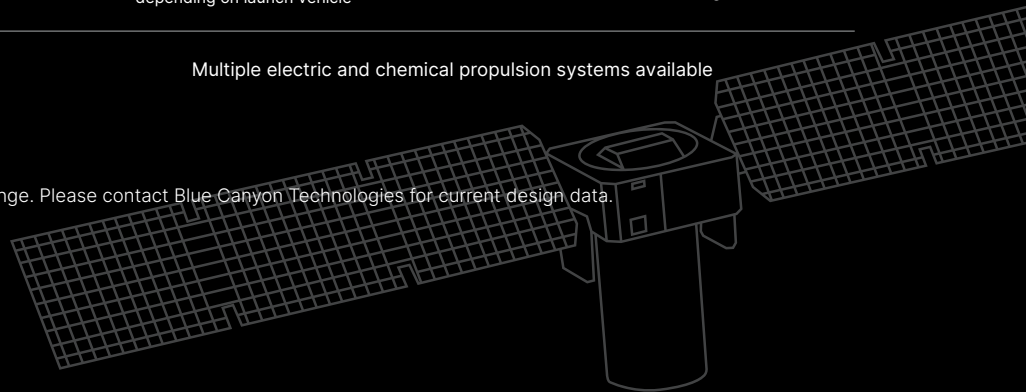 depending on launch vehicle
Multiple electric and chemical propulsion systems available
nge. Please contact Blue Canyon Technologies for current design data.